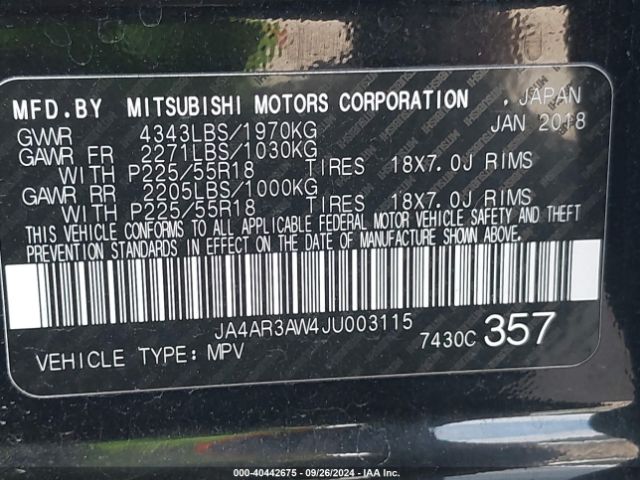 MFD.BY MITSUBISHI MOTORS CORPORATION , JAPAN
GVWR 4343LBS/1970KG JAN 2018
GAWR FR 2271LBS/1030KG
WITH P225/55R18 TIRES 18X7.0J RIMS
GAWR RR 2205LBS/1000KG
WITH P225/55R18 TIRES 18X7.0J RIMS
THIS VEHICLE CONFORMS TO ALL APPLICABLE FEDERAL MOTOR VEHICLE SAFETY AND THEFT
PREVENTION STANDARDS IN EFFECT ON THE DATE OF MANUFACTURE SHOWN ABOVE.
JA4AR3AW4JU003115
VEHICLE TYPE: MPV 7430C 357
000-40442675 - 09/26/2024 - IAA Inc.